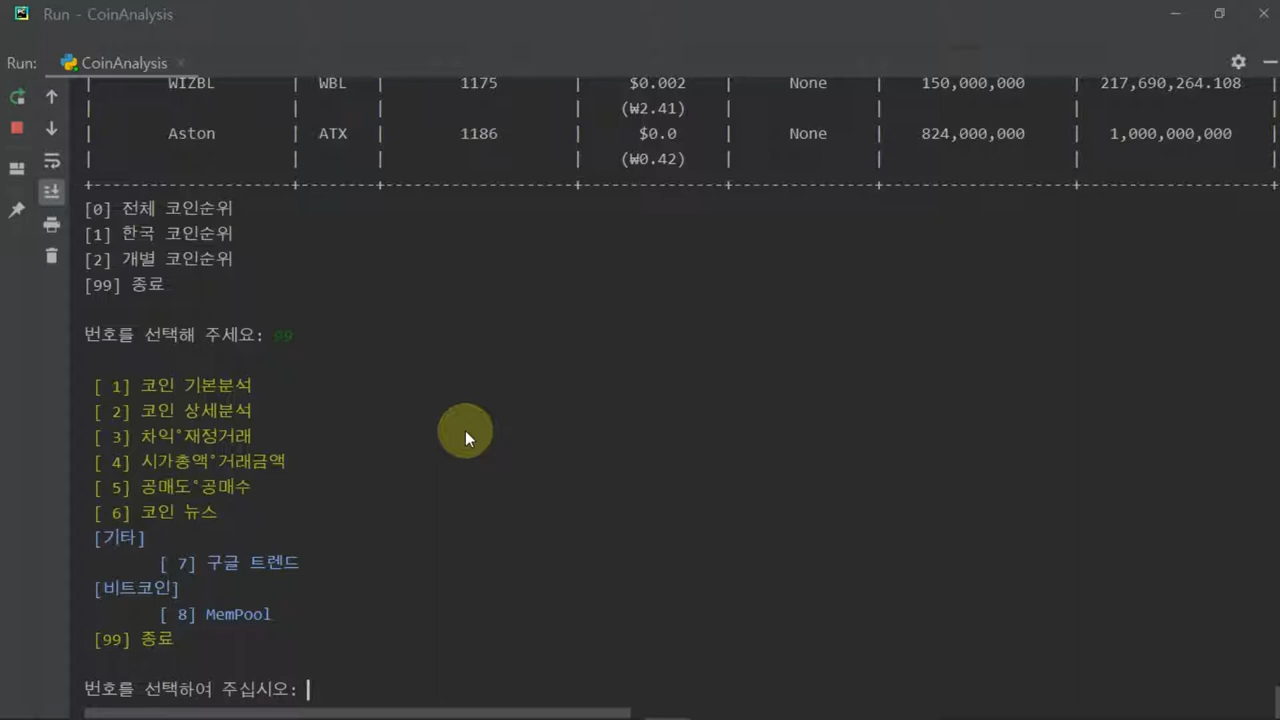 Run - CoinAnalysis
Run: CoinAnalysis
| WIZBL | WBL | 1175 | $0.002 | None | 150,000,000 | 217,690,264.108 |
| | | | (₩2.41) | | | |
| Aston | ATX | 1186 | $0.0 | None | 824,000,000 | 1,000,000,000 |
| | | | (₩0.42) | | | |
[0] 전체 코인순위
[1] 한국 코인순위
[2] 개별 코인순위
[99] 종료
번호를 선택해 주세요: 99
[ 1] 코인 기본분석
[ 2] 코인 상세분석
[ 3] 차익°재정거래
[ 4] 시가총액°거래금액
[ 5] 공매도°공매수
[ 6] 코인 뉴스
[기타]
[ 7] 구글 트렌드
[비트코인]
[ 8] MemPool
[99] 종료
번호를 선택하여 주십시오: